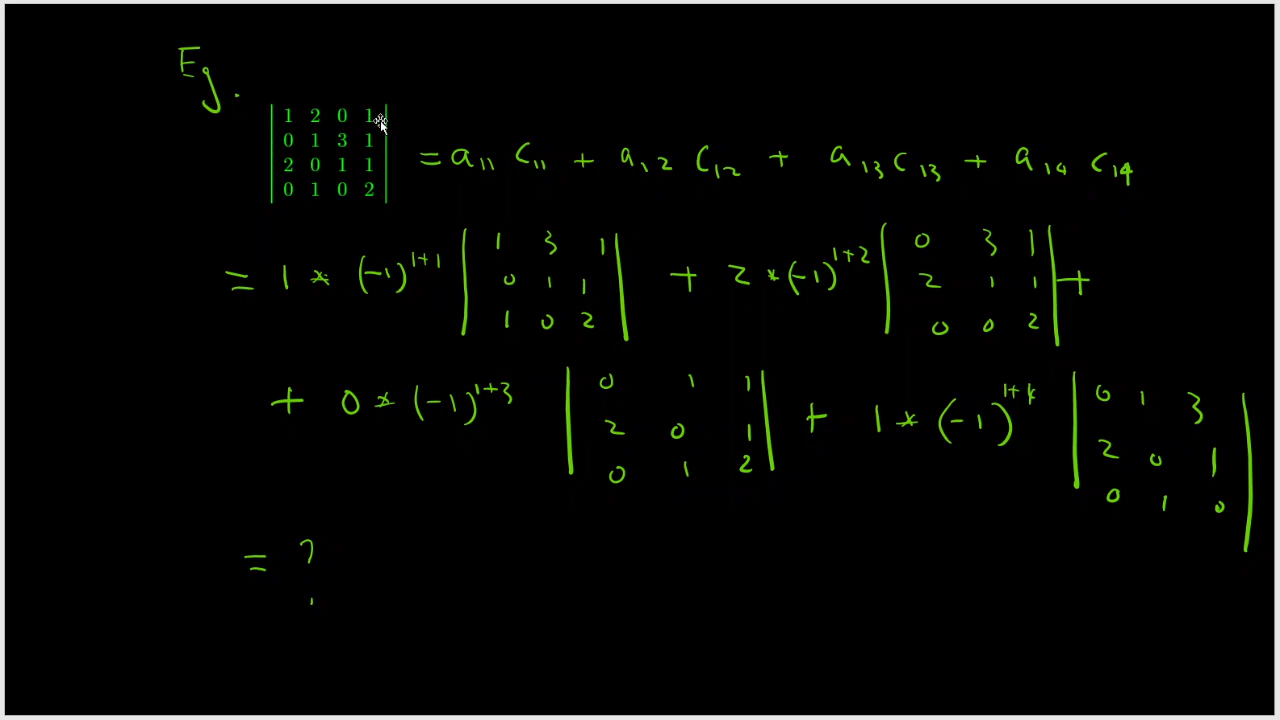 Eg.
| 1 2 0 1 |
| 0 1 3 1 |
| 2 0 1 1 |
| 0 1 0 2 |
= a₁₁ C₁₁ + a₁₂ C₁₂ + a₁₃ C₁₃ + a₁₄ C₁₄
= 1 * (-1)¹⁺¹ | 1 3 1 | + 2 * (-1)¹⁺² | 0 3 1 | +
| 0 1 1 | | 2 1 1 |
| 1 0 2 | | 0 0 2 |
+ 0 * (-1)¹⁺³ | 0 1 1 | + 1 * (-1)¹⁺⁴ | 0 1 3 |
| 2 0 1 | | 2 0 1 |
| 0 1 2 | | 0 1 0 |
= ?